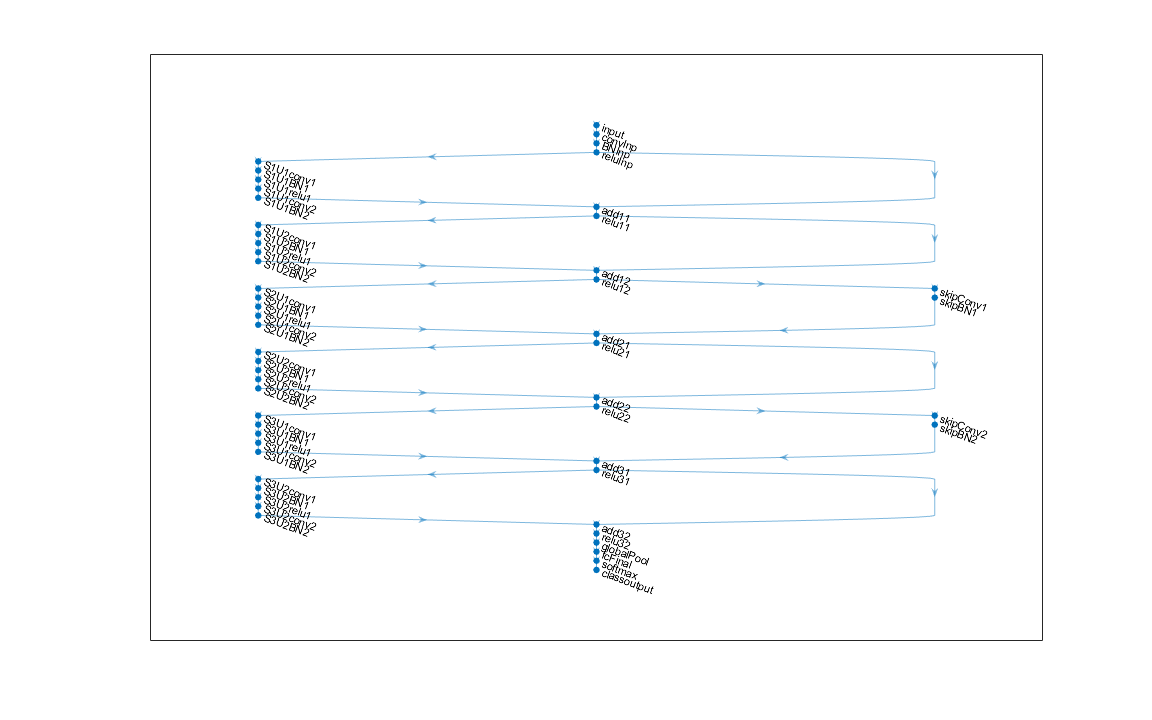 input
convInp
BNInp
reluInp
S1U1conv1
S1U1BN1
S1U1relu1
S1U1conv2
S1U1BN2
add11
relu11
S1U2conv1
S1U2BN1
S1U2relu1
S1U2conv2
S1U2BN2
add12
relu12
S2U1conv1
S2U1BN1
S2U1relu1
S2U1conv2
S2U1BN2
skipConv1
skipBN1
add21
relu21
S2U2conv1
S2U2BN1
S2U2relu1
S2U2conv2
S2U2BN2
add22
relu22
S3U1conv1
S3U1BN1
S3U1relu1
S3U1conv2
S3U1BN2
skipConv2
skipBN2
add31
relu31
S3U2conv1
S3U2BN1
S3U2relu1
S3U2conv2
S3U2BN2
add32
relu32
globalPool
fcFinal
softmax
classoutput